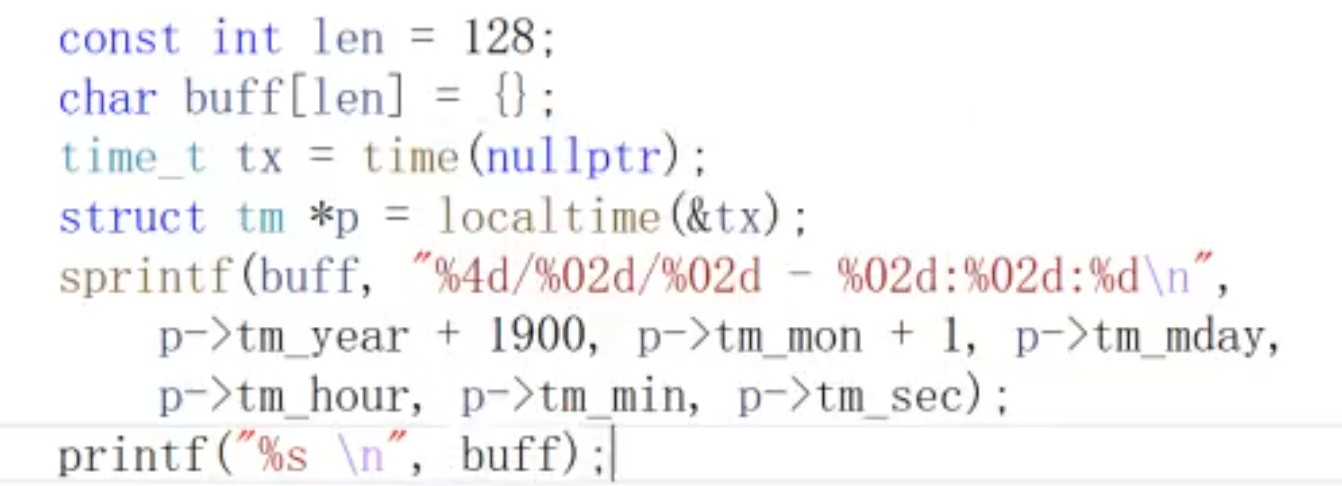 const int len = 128;
char buff[len] = {};
time_t tx = time(nullptr);
struct tm *p = localtime(&tx);
sprintf(buff, "%4d/%02d/%02d - %02d:%02d:%d\n",
    p->tm_year + 1900, p->tm_mon + 1, p->tm_mday,
    p->tm_hour, p->tm_min, p->tm_sec);
printf("%s \n", buff);